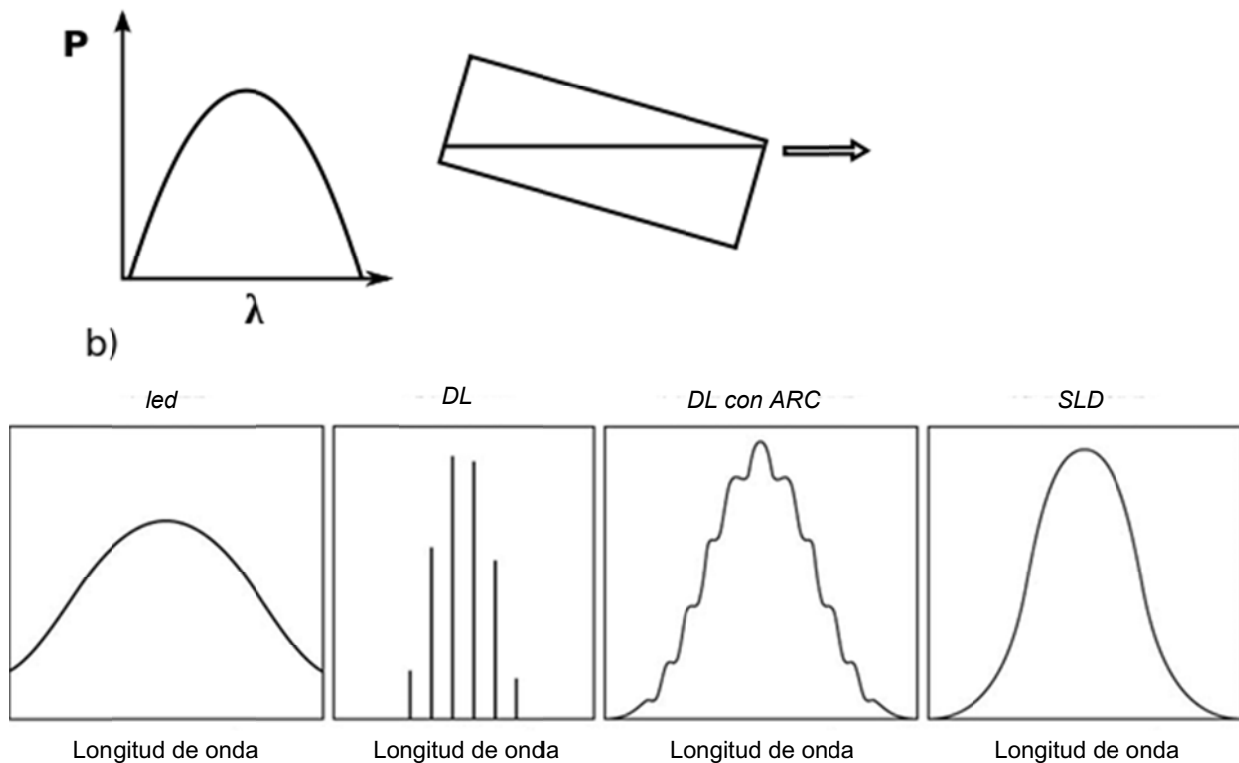 P
λ
b)
led DL DL con ARC SLD
Longitud de onda Longitud de onda Longitud de onda Longitud de onda